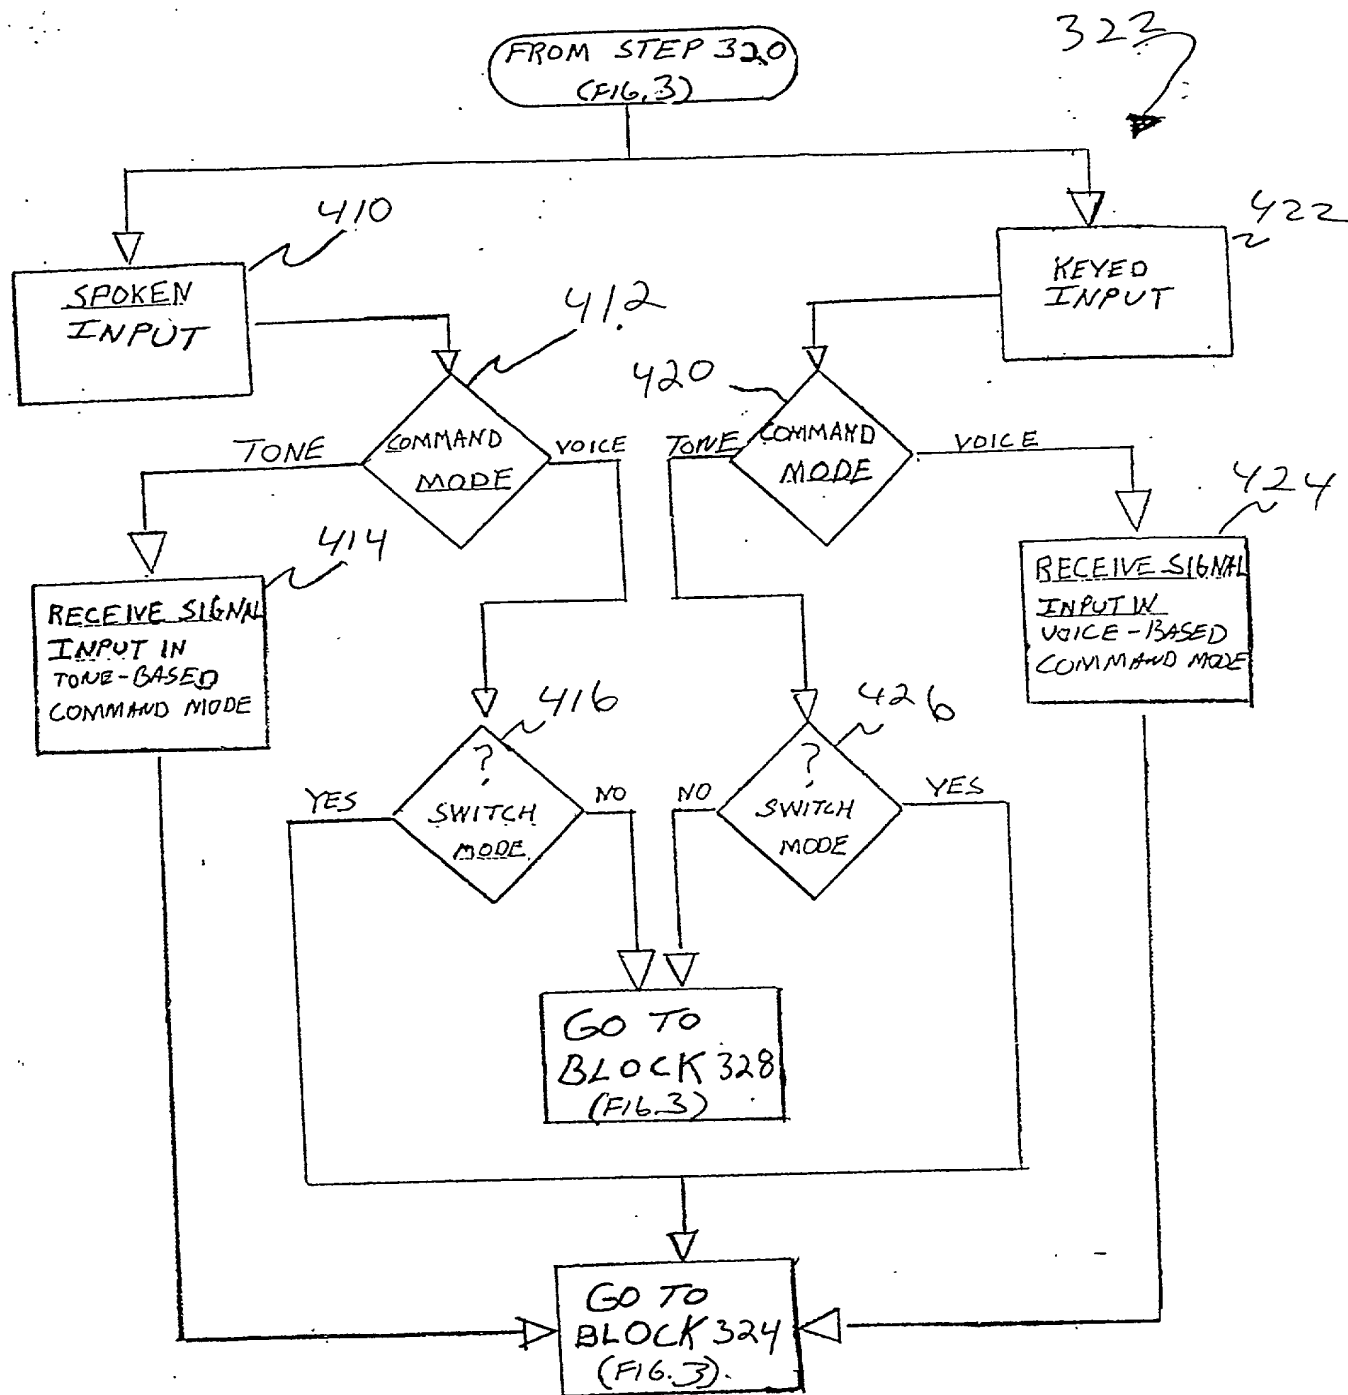 FROM STEP 320
(FIG. 3)
322
410
SPOKEN
INPUT
422
KEYED
INPUT
412
COMMAND
MODE
TONE
VOICE
420
COMMAND
MODE
TONE
VOICE
414
RECEIVE SIGNAL
INPUT IN
TONE-BASED
COMMAND MODE
424
RECEIVE SIGNAL
INPUT IN
VOICE-BASED
COMMAND MODE
416
?
SWITCH
MODE
YES
NO
426
?
SWITCH
MODE
NO
YES
GO TO
BLOCK 328
(FIG. 3)
GO TO
BLOCK 324
(FIG. 3).